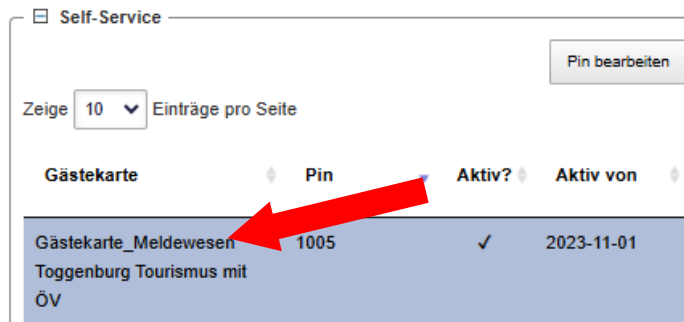 Self-Service
Pin bearbeiten
Zeige 10 Einträge pro Seite
Gästekarte Pin Aktiv? Aktiv von
Gästekarte_Meldewesen 1005 ✓ 2023-11-01
Toggenburg Tourismus mit
ÖV